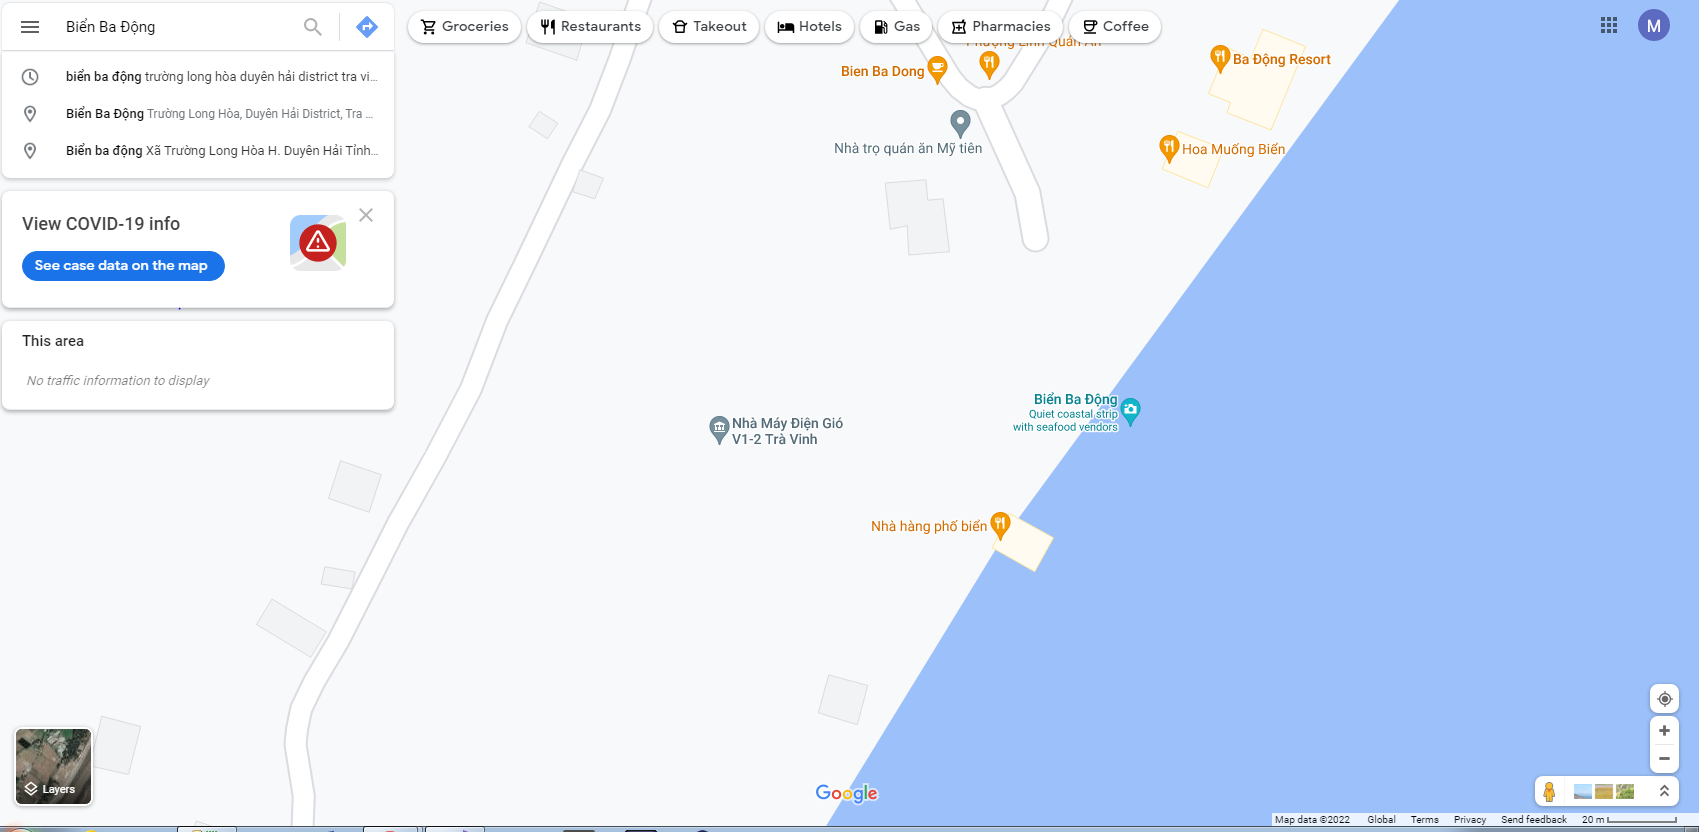 Biển Ba Động
Groceries
Restaurants
Takeout
Hotels
Gas
Pharmacies
Coffee
M
biển ba động trường long hòa duyên hải district tra vi...
Biển Ba Động Trường Long Hòa, Duyên Hải District, Tra ...
Biển ba động Xã Trường Long Hòa H. Duyên Hải Tỉnh...
View COVID-19 info
See case data on the map
This area
No traffic information to display
Phượng Linh Quán Ăn
Bien Ba Dong
Ba Động Resort
Nhà trọ quán ăn Mỹ tiên
Hoa Muống Biển
Biển Ba Động
Quiet coastal strip
with seafood vendors
Nhà Máy Điện Gió
V1-2 Trà Vinh
Nhà hàng phố biển
Layers
Google
Map data ©2022
Global
Terms
Privacy
Send feedback
20 m